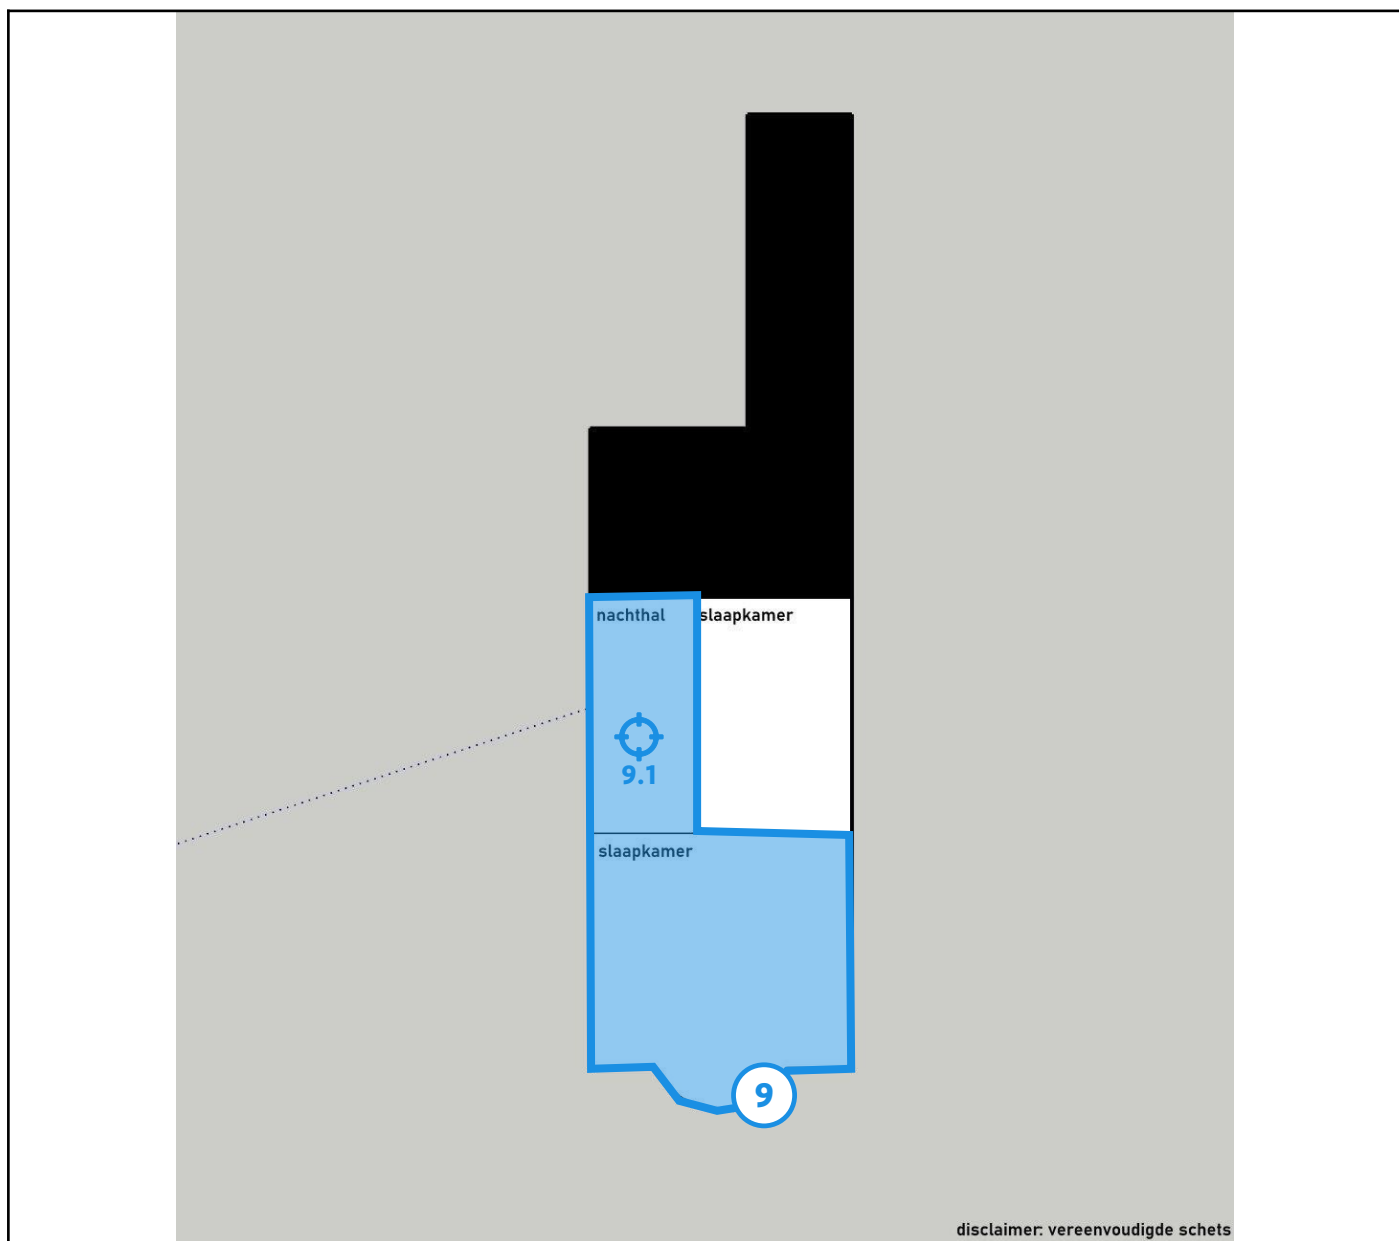 nachthal
slaapkamer
9.1
slaapkamer
9
disclaimer: vereenvoudigde schets